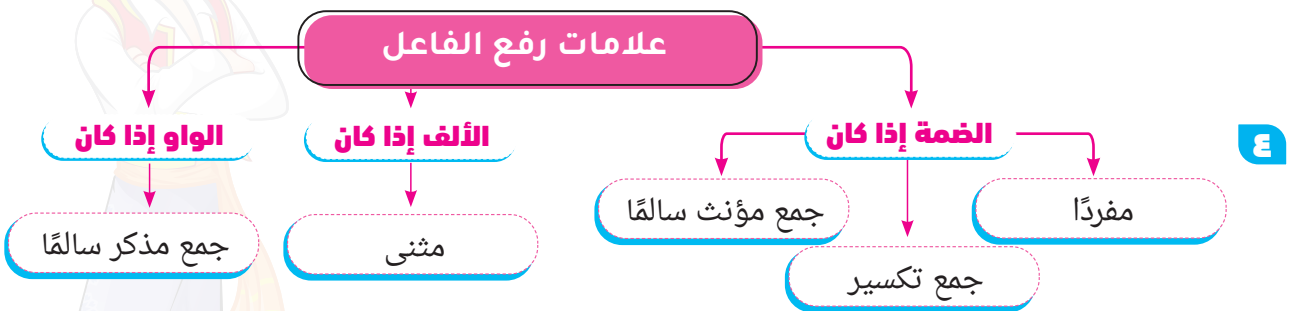 علامات رفع الفاعل
٤
الضمة إذا كان
الألف إذا كان
الواو إذا كان
مفردًا
جمع تكسير
جمع مؤنث سالمًا
مثنى
جمع مذكر سالمًا